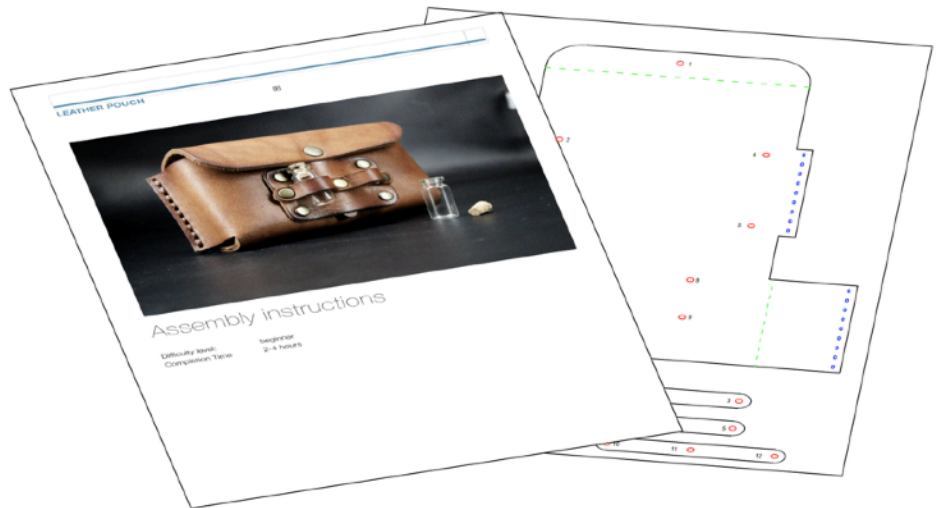 LEATHER POUCH
Assembly instructions
Difficulty level: beginner
Completion Time 2-4 hours
1
2
4
8
9
3
5
10
11
12